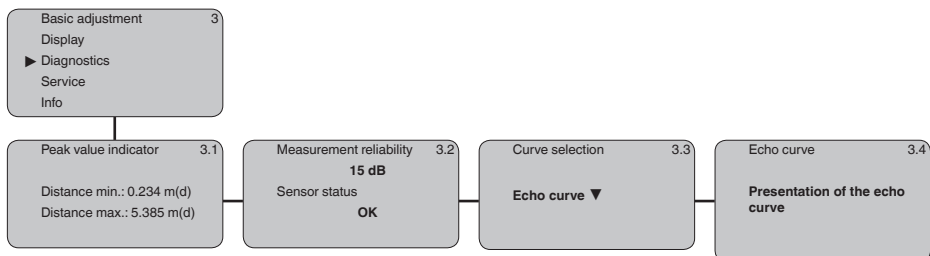 Basic adjustment 3
Display
▶ Diagnostics
Service
Info
Peak value indicator 3.1
Distance min.: 0.234 m(d)
Distance max.: 5.385 m(d)
Measurement reliability 3.2
15 dB
Sensor status
OK
Curve selection 3.3
Echo curve ▼
Echo curve 3.4
Presentation of the echo
curve